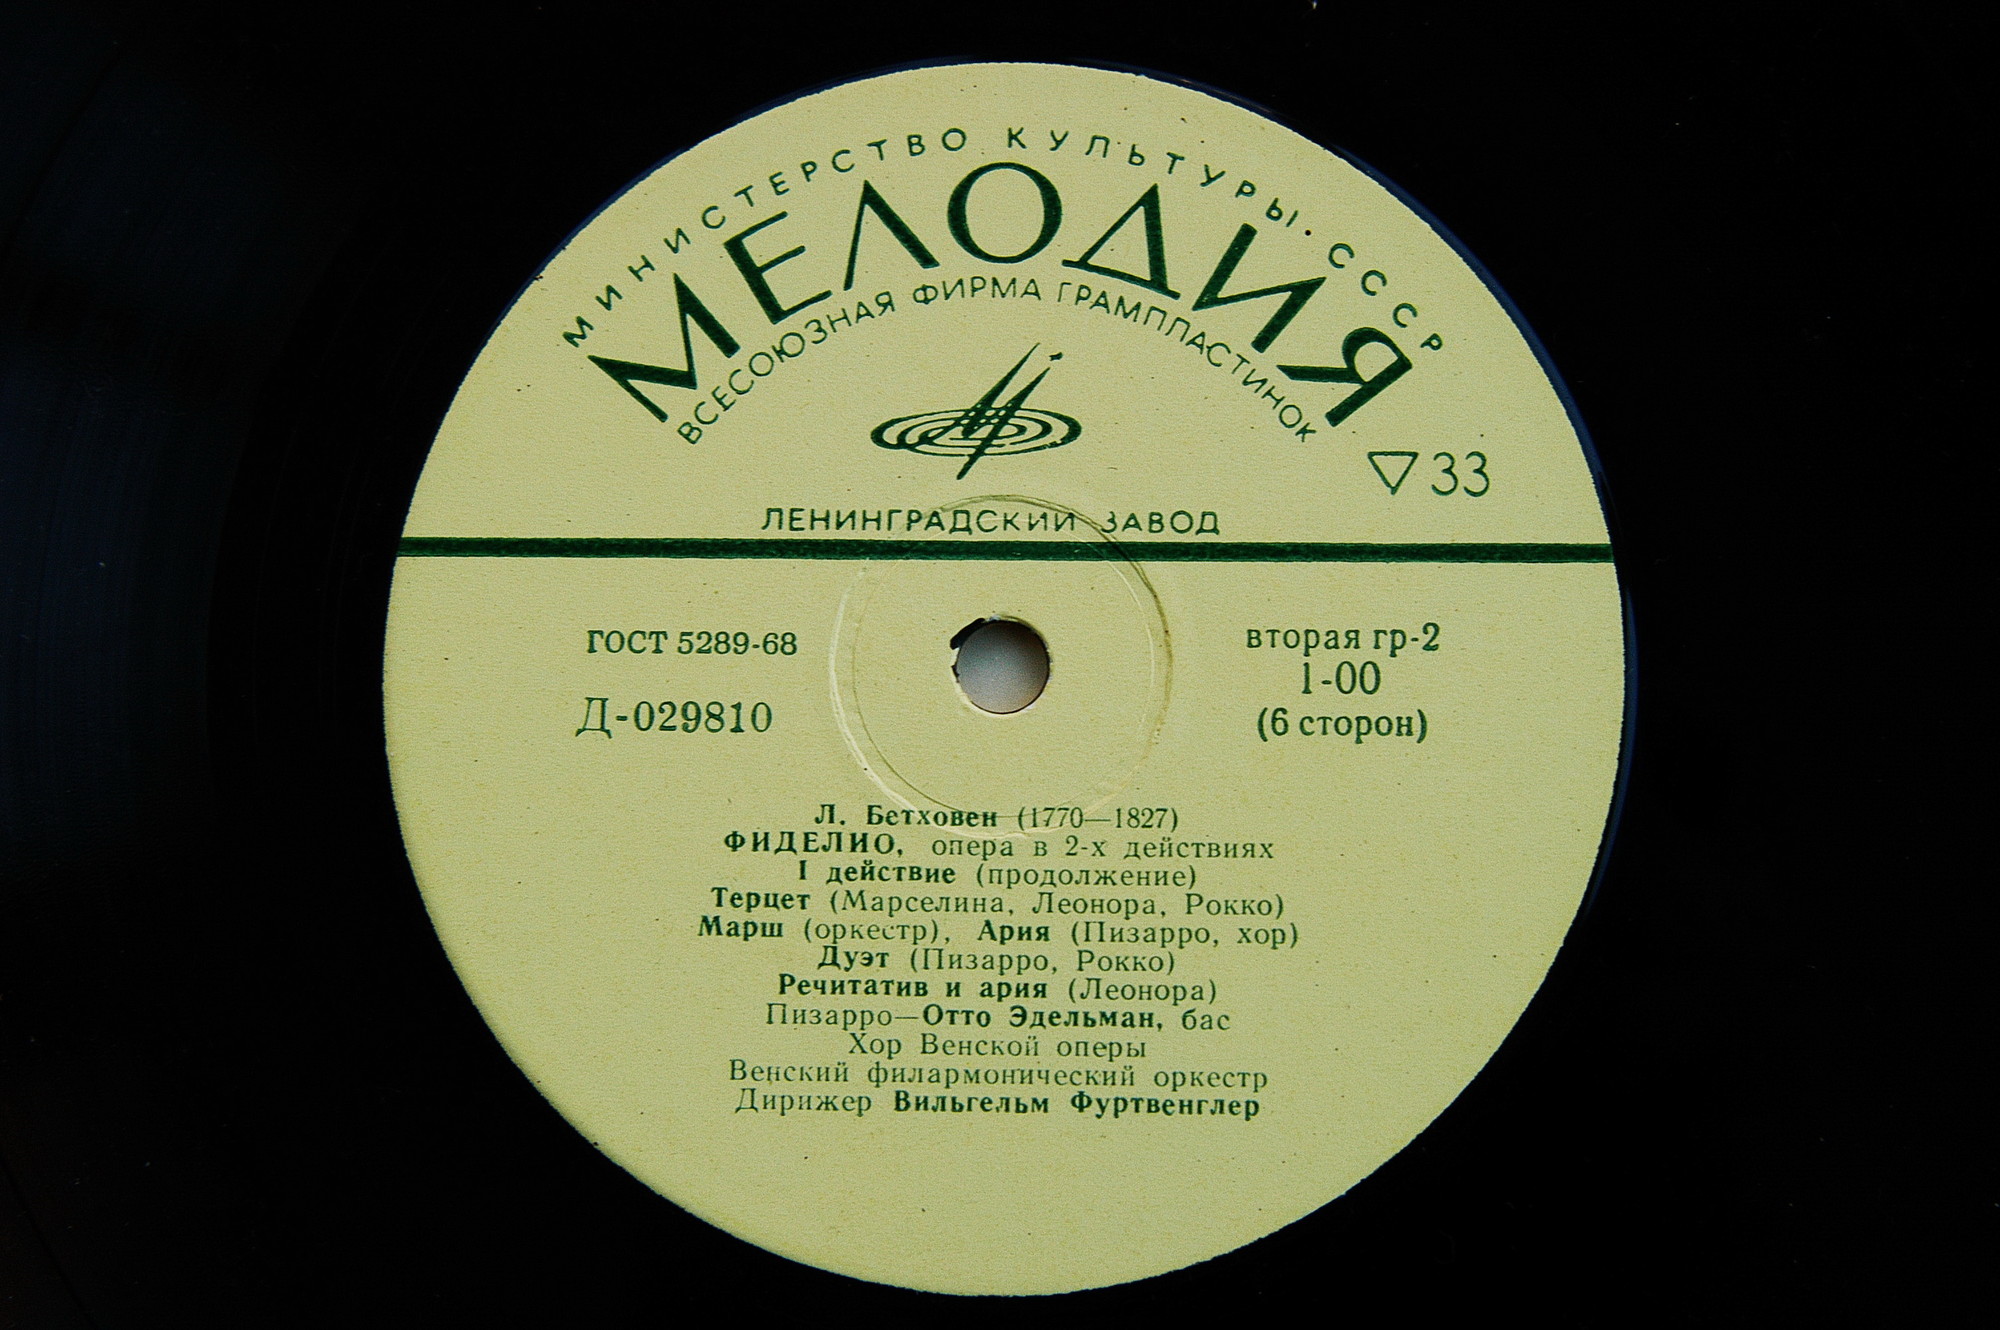 МИНИСТЕРСТВО КУЛЬТУРЫ · СССР
МЕЛОДИЯ
ВСЕСОЮЗНАЯ ФИРМА ГРАМПЛАСТИНОК
▽33
ЛЕНИНГРАДСКИЙ ЗАВОД
ГОСТ 5289-68
Д-029810
вторая гр-2
1-00
(6 сторон)
Л. Бетховен (1770—1827)
ФИДЕЛИО, опера в 2-х действиях
I действие (продолжение)
Терцет (Марселина, Леонора, Рокко)
Марш (оркестр), Ария (Пизарро, хор)
Дуэт (Пизарро, Рокко)
Речитатив и ария (Леонора)
Пизарро—Отто Эдельман, бас
Хор Венской оперы
Венский филармонический оркестр
Дирижер Вильгельм Фуртвенглер